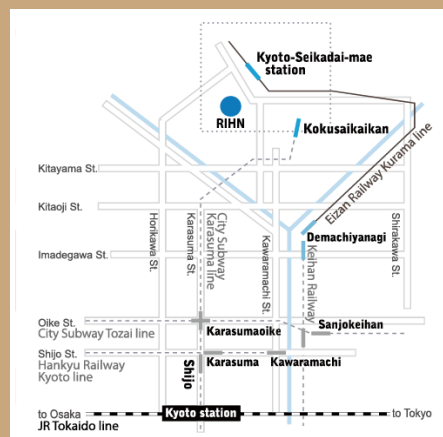 Kyoto-Seikadai-mae
station
RIHN
Kokusaikaikan
Kitayama St.
Eizan Railway Kurama line
Kitaoji St.
Horikawa St.
Karasuma St.
City Subway
Karasuma line
Kawaramachi St.
Demachiyanagi
Shirakawa St.
Imadegawa St.
Keihan Railway
Oike St.
City Subway Tozai line
Karasumaoike
Sanjokeihan
Shijo St.
Hankyu Railway
Kyoto line
Shijo
Karasuma
Kawaramachi
to Osaka
Kyoto station
to Tokyo
JR Tokaido line